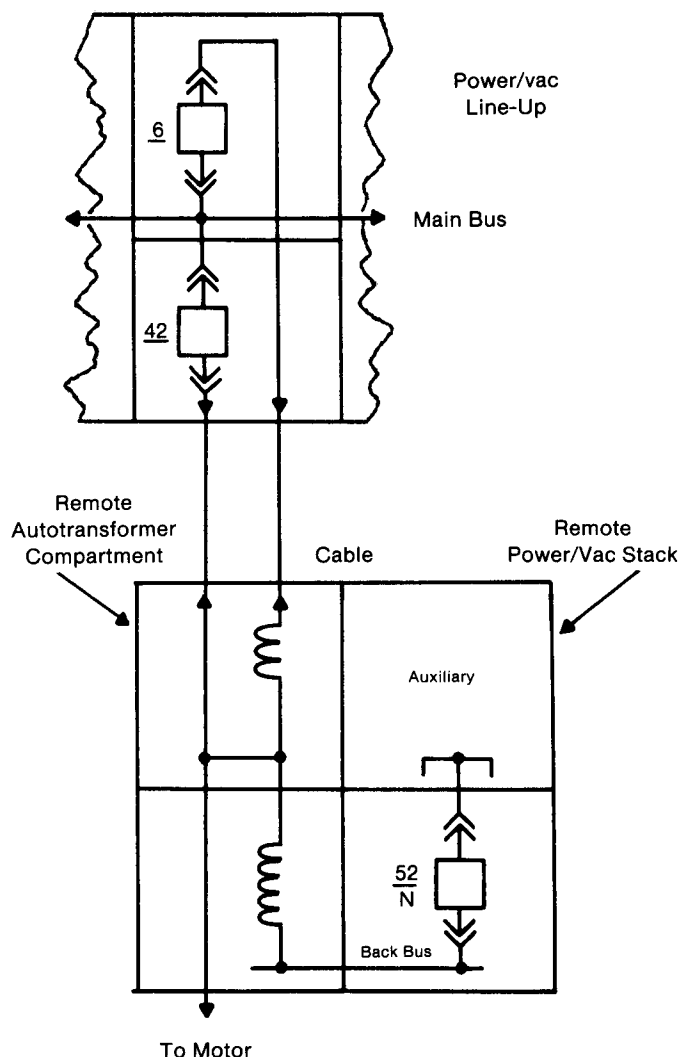 Power/vac
Line-Up
6
Main Bus
42
Remote
Autotransformer
Compartment
Cable
Remote
Power/Vac Stack
Auxiliary
52
N
Back Bus
To Motor